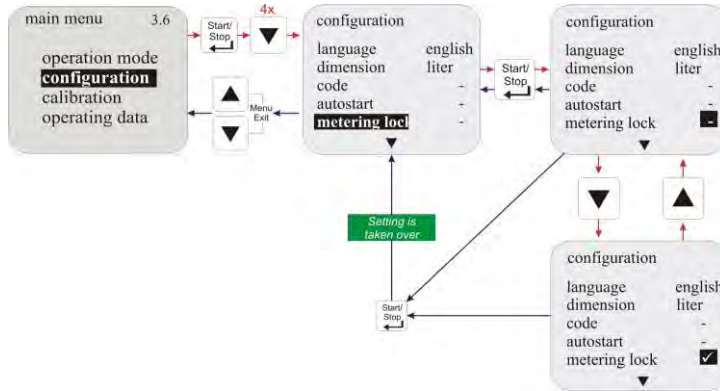 main menu 3.6
operation mode
configuration
calibration
operating data
Start/
Stop
4x
Menu
Exit
configuration
language english
dimension liter
code -
autostart -
metering lock -
Start/
Stop
configuration
language english
dimension liter
code -
autostart -
metering lock -
Setting is
taken over
Start/
Stop
configuration
language english
dimension liter
code -
autostart -
metering lock ✓